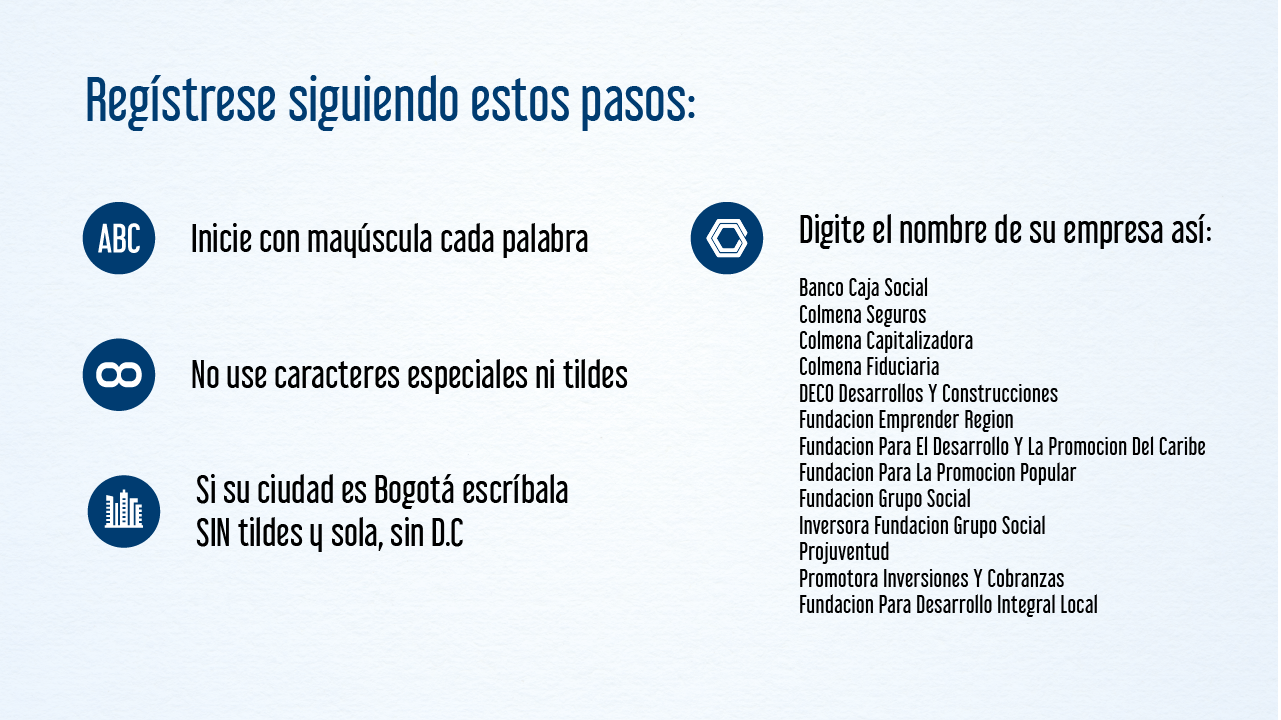 Regístrese siguiendo estos pasos:
ABC
Inicie con mayúscula cada palabra
No use caracteres especiales ni tildes
Si su ciudad es Bogotá escríbala
SIN tildes y sola, sin D.C
Digite el nombre de su empresa así:
Banco Caja Social
Colmena Seguros
Colmena Capitalizadora
Colmena Fiduciaria
DECO Desarrollos Y Construcciones
Fundacion Emprender Region
Fundacion Para El Desarrollo Y La Promocion Del Caribe
Fundacion Para La Promocion Popular
Fundacion Grupo Social
Inversora Fundacion Grupo Social
Projuventud
Promotora Inversiones Y Cobranzas
Fundacion Para Desarrollo Integral Local